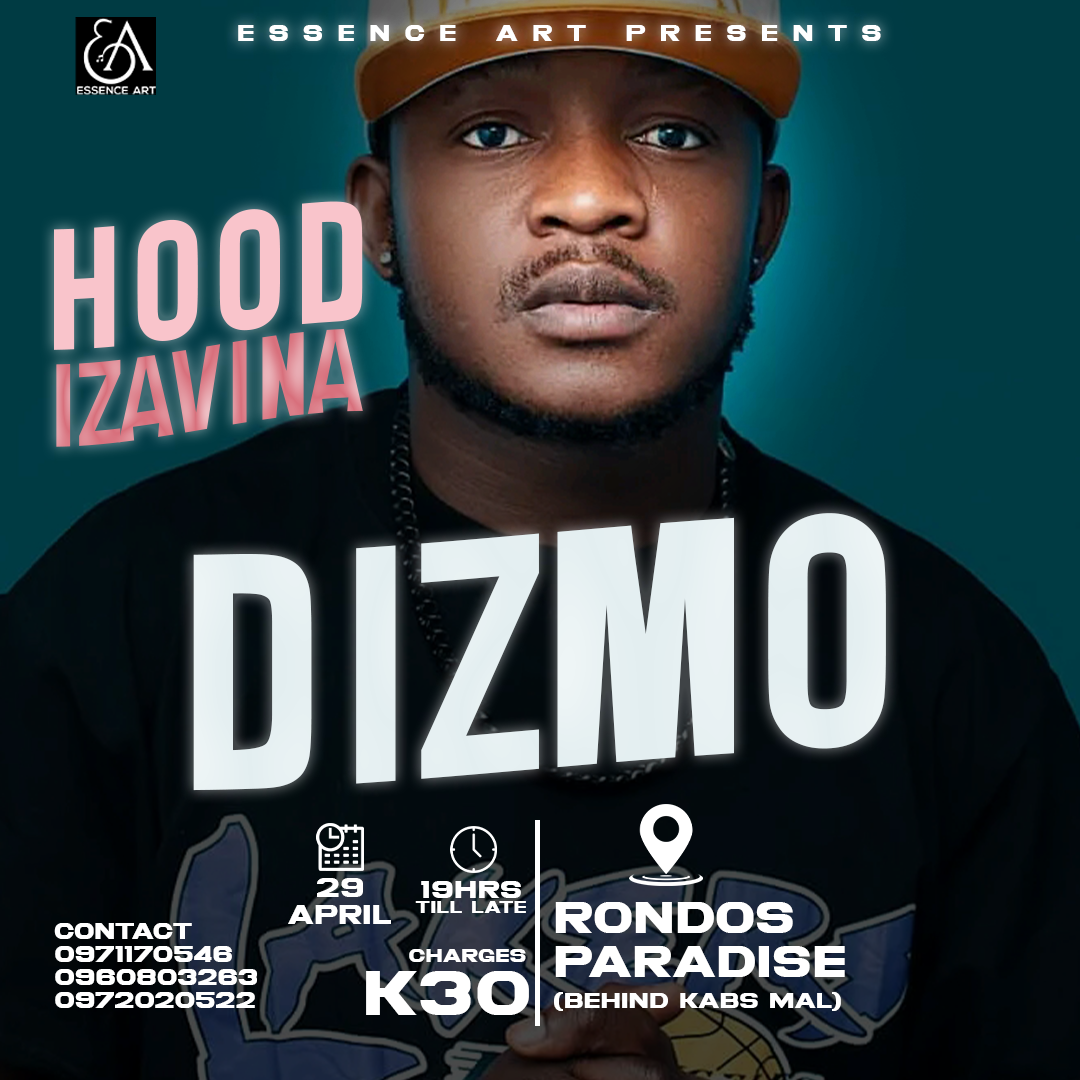 ESSENCE ART PRESENTS
EA
ESSENCE ART
HOOD
IZAVINA
DIZMO
29
APRIL
19HRS
TILL LATE
CHARGES
K30
CONTACT
0971170546
0960803263
0972020522
RONDOS
PARADISE
(BEHIND KABS MAL)